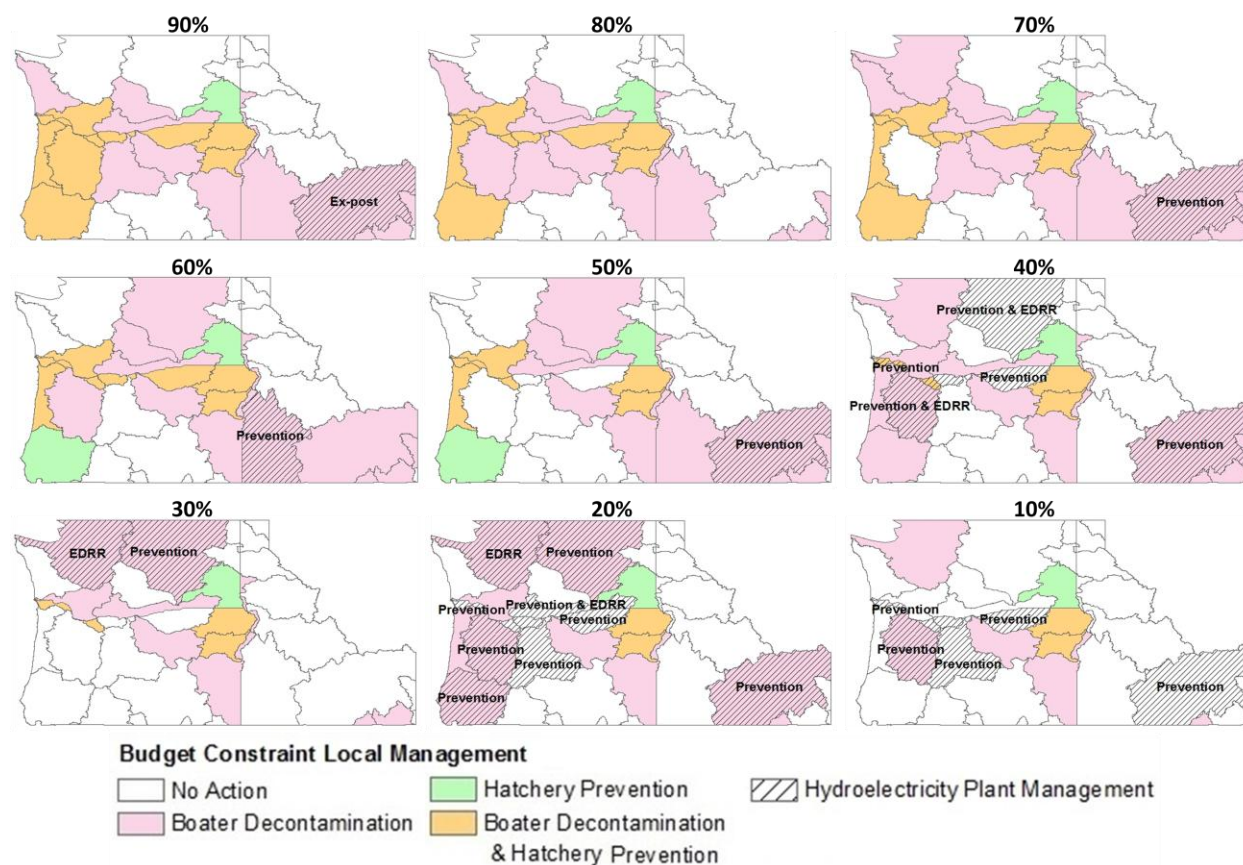 90%
80%
70%
Ex-post
Prevention
60%
50%
40%
Prevention & EDRR
Prevention
Prevention
Prevention & EDRR
Prevention
Prevention
Prevention
30%
20%
10%
EDRR
Prevention
EDRR
Prevention
Prevention
Prevention & EDRR
Prevention
Prevention
Prevention
Prevention
Prevention
Prevention
Prevention
Prevention
Prevention
Prevention
Budget Constraint Local Management
No Action
Hatchery Prevention
Hydroelectricity Plant Management
Boater Decontamination
Boater Decontamination
& Hatchery Prevention